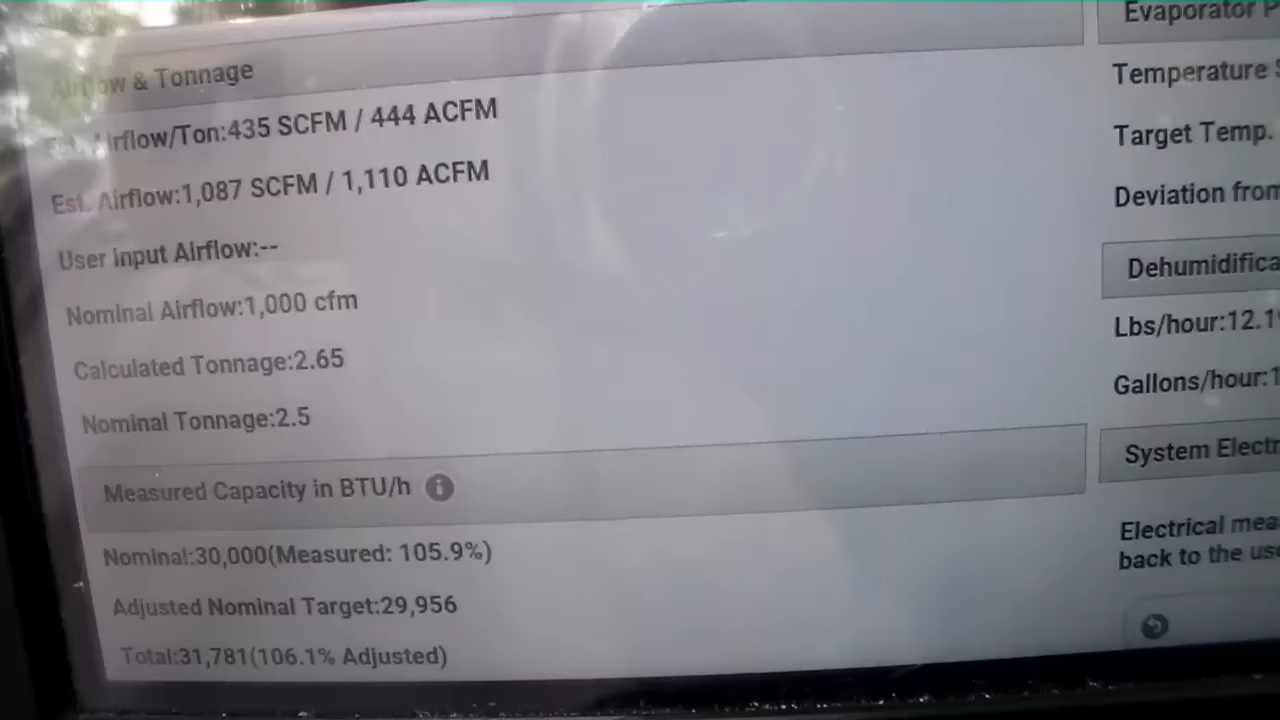 Airflow & Tonnage
Est. Airflow/Ton:435 SCFM / 444 ACFM
Est. Airflow:1,087 SCFM / 1,110 ACFM
User Input Airflow:--
Nominal Airflow:1,000 cfm
Calculated Tonnage:2.65
Nominal Tonnage:2.5
Measured Capacity in BTU/h
Nominal:30,000(Measured: 105.9%)
Adjusted Nominal Target:29,956
Total:31,781(106.1% Adjusted)
Evaporator P
Temperature S
Target Temp.
Deviation from
Dehumidifica
Lbs/hour:12.1
Gallons/hour:1
System Electr
Electrical mea
back to the use